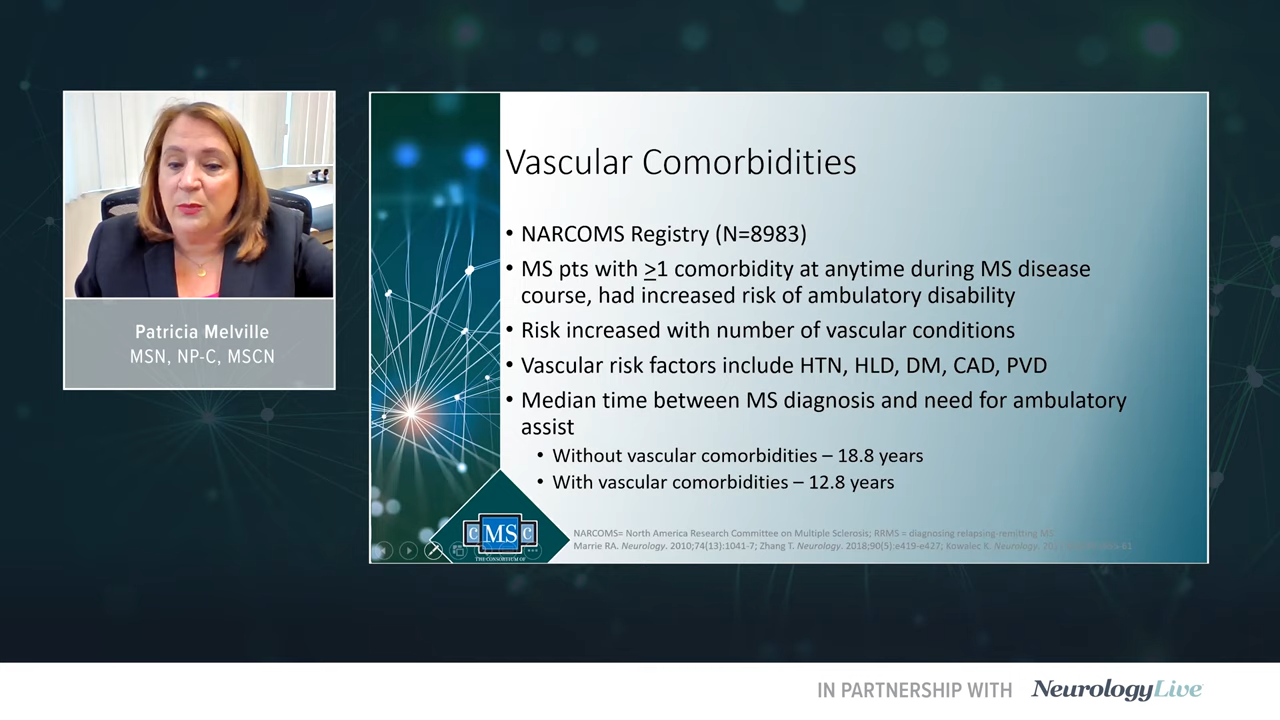 Patricia Melville
MSN, NP-C, MSCN
Vascular Comorbidities
• NARCOMS Registry (N=8983)
• MS pts with >1 comorbidity at anytime during MS disease
course, had increased risk of ambulatory disability
• Risk increased with number of vascular conditions
• Vascular risk factors include HTN, HLD, DM, CAD, PVD
• Median time between MS diagnosis and need for ambulatory
assist
• Without vascular comorbidities – 18.8 years
• With vascular comorbidities – 12.8 years
NARCOMS= North America Research Committee on Multiple Sclerosis; RRMS = diagnosing relapsing-remitting MS
Marrie RA. Neurology. 2010;74(13):1041-7; Zhang T. Neurology. 2018;90(5):e419-e427; Kowalec K. Neurology.
C MS C
THE CONSORTIUM OF
IN PARTNERSHIP WITH NeurologyLive